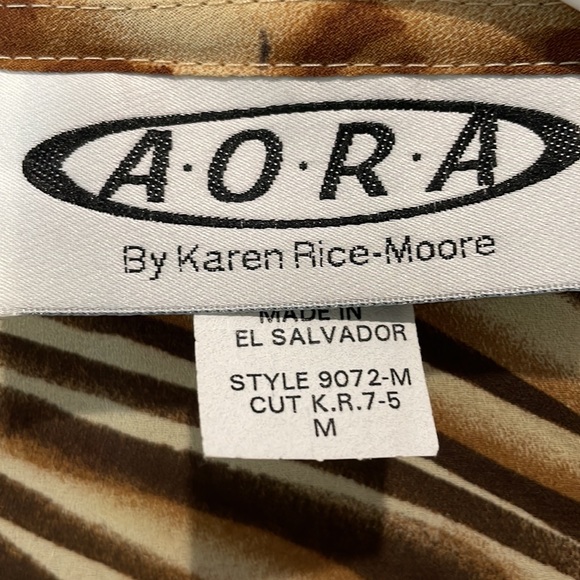 A·O·R·A
By Karen Rice-Moore
MADE IN
EL SALVADOR
STYLE 9072-M
CUT K.R.7-5
M